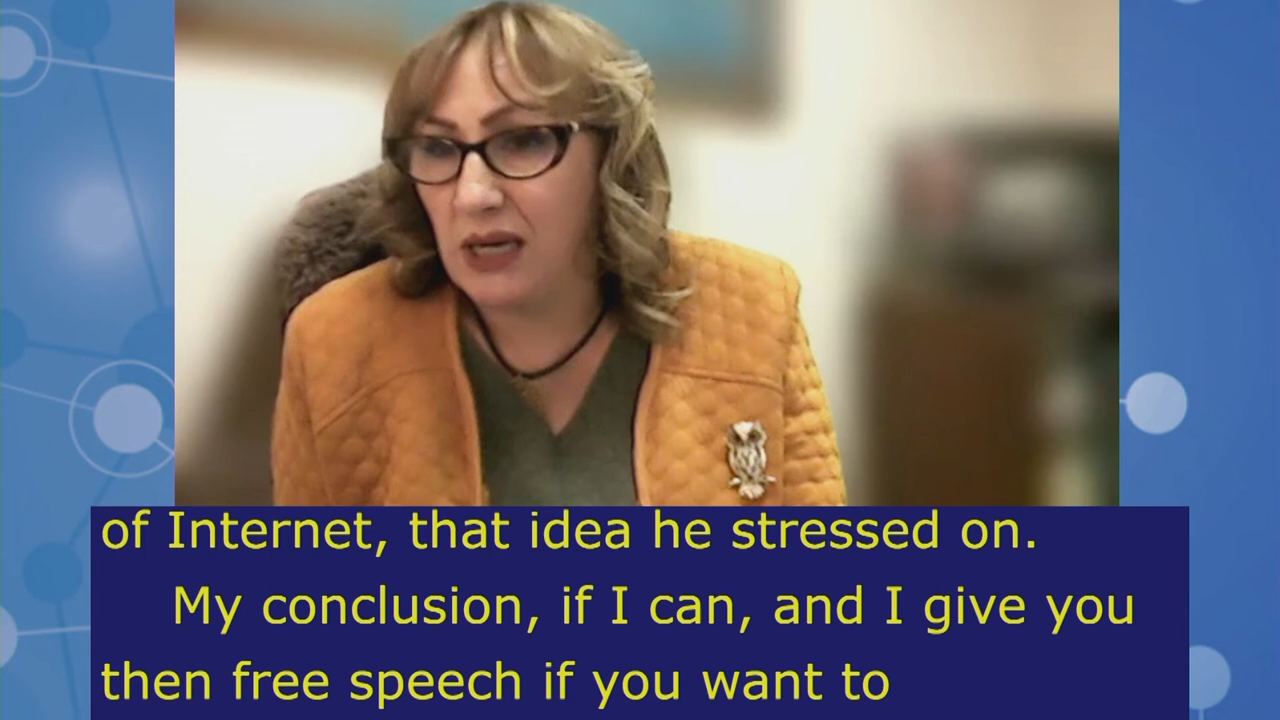 of Internet, that idea he stressed on.
My conclusion, if I can, and I give you
then free speech if you want to